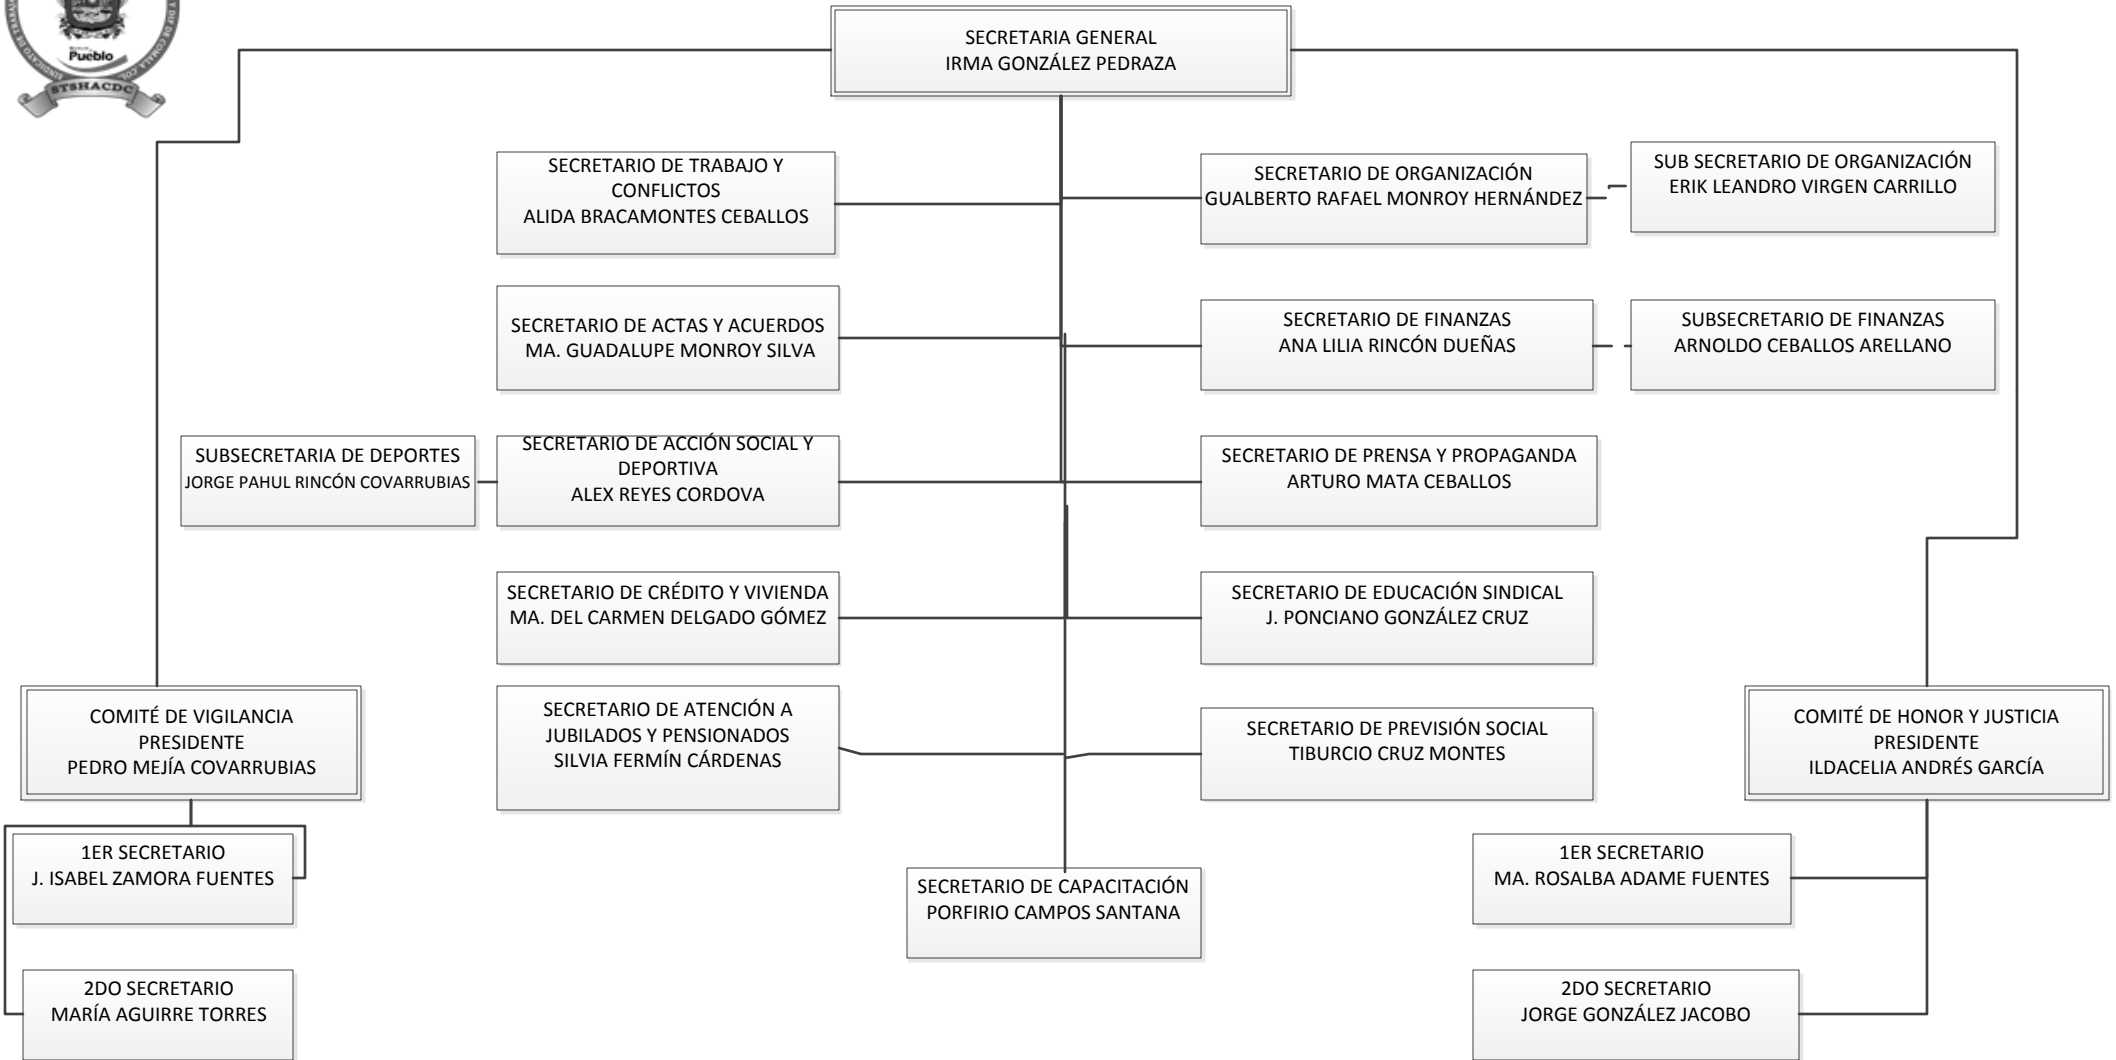 Pueblo
STSHACDC
SECRETARIA GENERAL
IRMA GONZÁLEZ PEDRAZA
SECRETARIO DE TRABAJO Y
CONFLICTOS
ALIDA BRACAMONTES CEBALLOS
SECRETARIO DE ORGANIZACIÓN
GUALBERTO RAFAEL MONROY HERNÁNDEZ
SUB SECRETARIO DE ORGANIZACIÓN
ERIK LEANDRO VIRGEN CARRILLO
SECRETARIO DE ACTAS Y ACUERDOS
MA. GUADALUPE MONROY SILVA
SECRETARIO DE FINANZAS
ANA LILIA RINCÓN DUEÑAS
SUBSECRETARIO DE FINANZAS
ARNOLDO CEBALLOS ARELLANO
SUBSECRETARIA DE DEPORTES
JORGE PAHUL RINCÓN COVARRUBIAS
SECRETARIO DE ACCIÓN SOCIAL Y
DEPORTIVA
ALEX REYES CORDOVA
SECRETARIO DE PRENSA Y PROPAGANDA
ARTURO MATA CEBALLOS
SECRETARIO DE CRÉDITO Y VIVIENDA
MA. DEL CARMEN DELGADO GÓMEZ
SECRETARIO DE EDUCACIÓN SINDICAL
J. PONCIANO GONZÁLEZ CRUZ
COMITÉ DE VIGILANCIA
PRESIDENTE
PEDRO MEJÍA COVARRUBIAS
SECRETARIO DE ATENCIÓN A
JUBILADOS Y PENSIONADOS
SILVIA FERMÍN CÁRDENAS
SECRETARIO DE PREVISIÓN SOCIAL
TIBURCIO CRUZ MONTES
COMITÉ DE HONOR Y JUSTICIA
PRESIDENTE
ILDACELIA ANDRÉS GARCÍA
1ER SECRETARIO
J. ISABEL ZAMORA FUENTES
SECRETARIO DE CAPACITACIÓN
PORFIRIO CAMPOS SANTANA
1ER SECRETARIO
MA. ROSALBA ADAME FUENTES
2DO SECRETARIO
MARÍA AGUIRRE TORRES
2DO SECRETARIO
JORGE GONZÁLEZ JACOBO